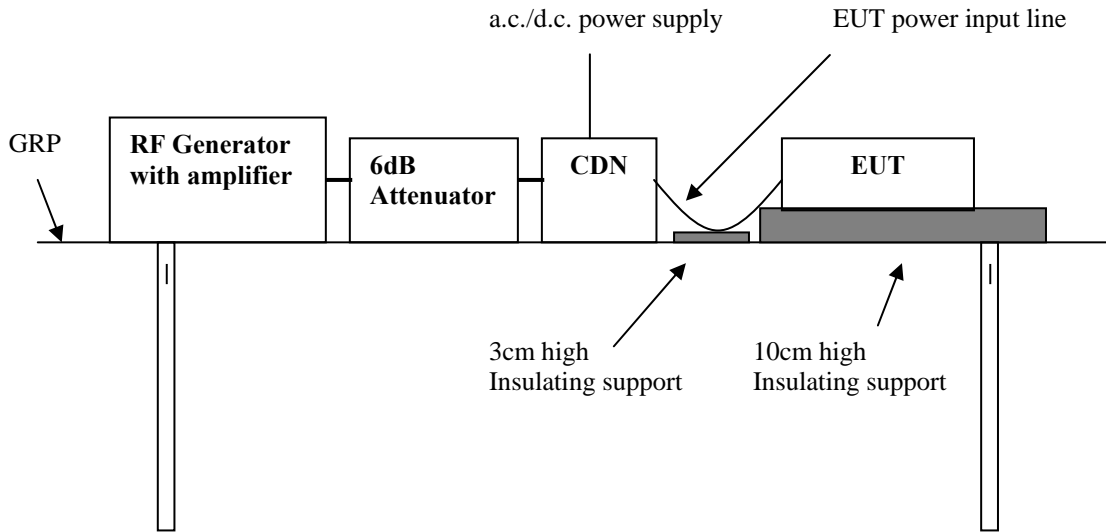 a.c./d.c. power supply
EUT power input line
GRP
RF Generator
with amplifier
6dB
Attenuator
CDN
EUT
3cm high
Insulating support
10cm high
Insulating support